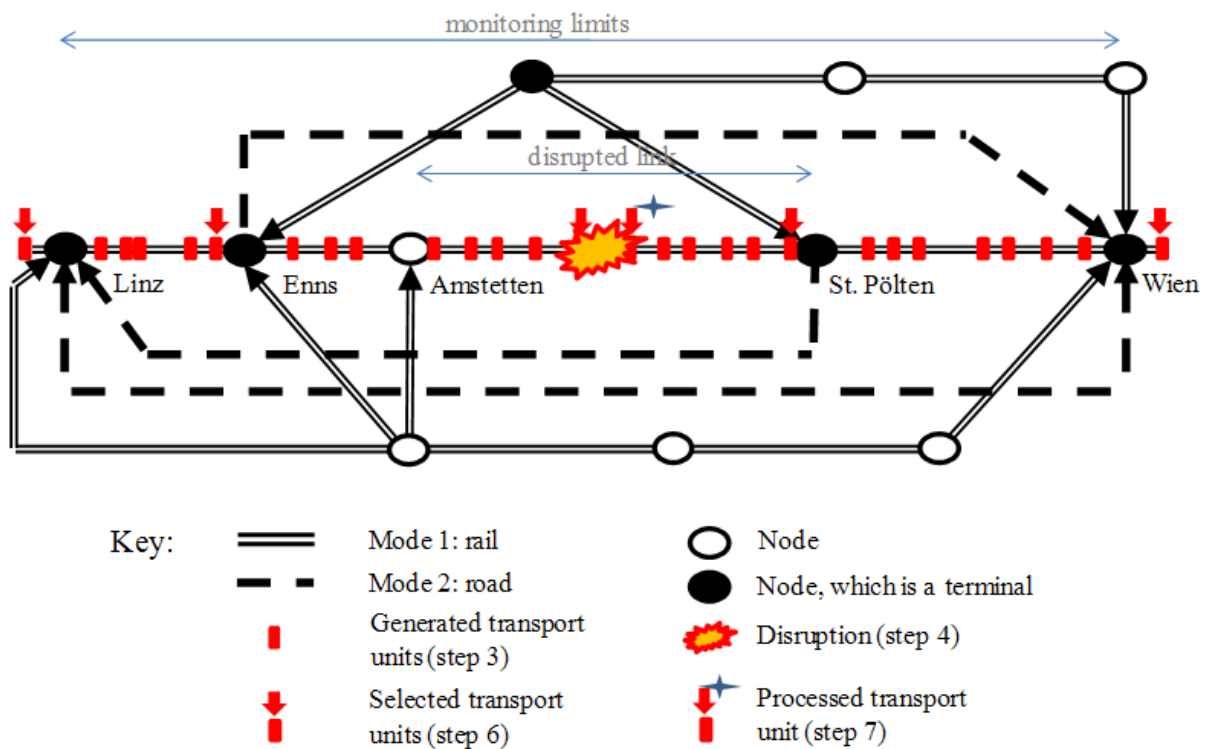 monitoring limits
disrupted link
Linz
Enns
Amstetten
St. Pölten
Wien
Key:
Mode 1: rail
Node
Mode 2: road
Node, which is a terminal
Generated transport
units (step 3)
Disruption (step 4)
Selected transport
units (step 6)
Processed transport
unit (step 7)